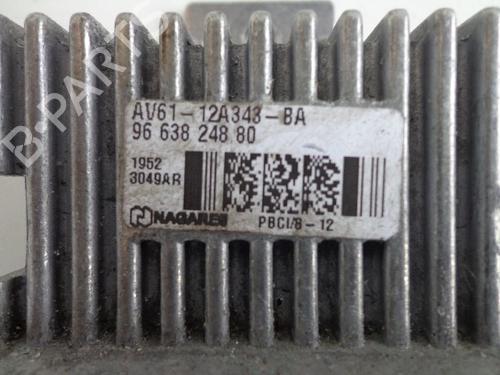 AV61-12A343-BA
96 638 248 80
1952
3049AR
NAGARES
PBCI/8-12
B-PARTS